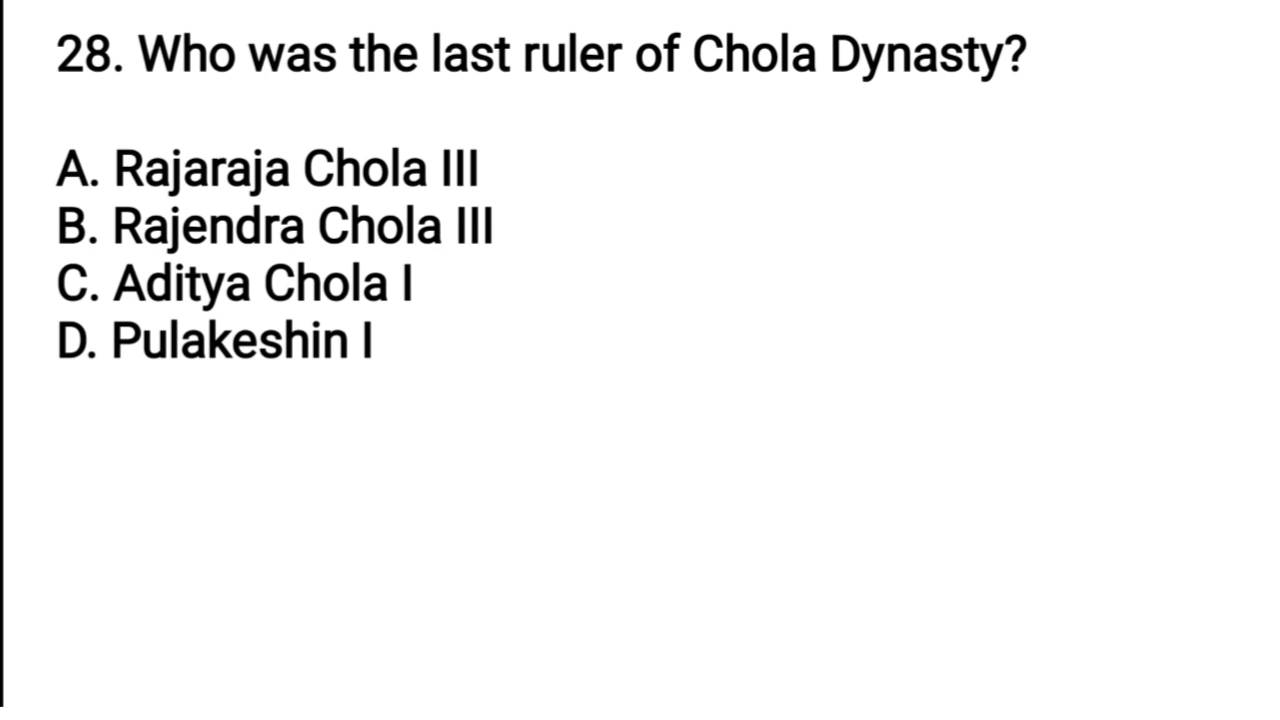 28. Who was the last ruler of Chola Dynasty?
A. Rajaraja Chola III
B. Rajendra Chola III
C. Aditya Chola I
D. Pulakeshin I